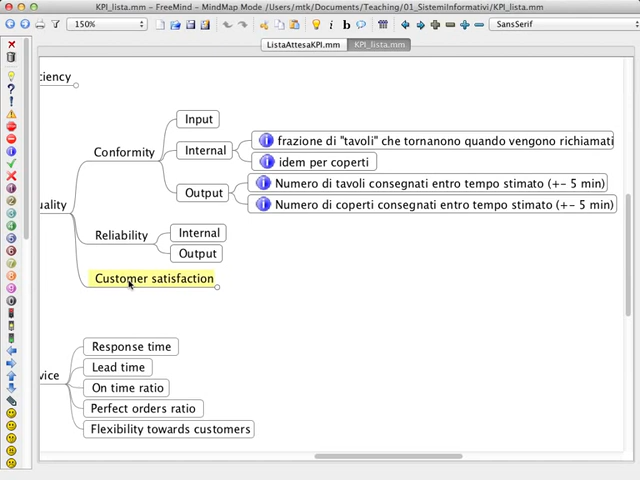 KPI_lista.mm - FreeMind - MindMap Mode /Users/mtk/Documents/Teaching/01_SistemiInformativi/KPI_lista.mm
150%
SansSerif
ListaAttesaKPI.mm
KPI_lista.mm
ciency
Input
frazione di "tavoli" che tornanono quando vengono richiamati
Conformity
Internal
idem per coperti
Numero di tavoli consegnati entro tempo stimato (+- 5 min)
Output
Numero di coperti consegnati entro tempo stimato (+- 5 min)
uality
Internal
Reliability
Output
Customer satisfaction
Response time
Lead time
vice
On time ratio
Perfect orders ratio
Flexibility towards customers